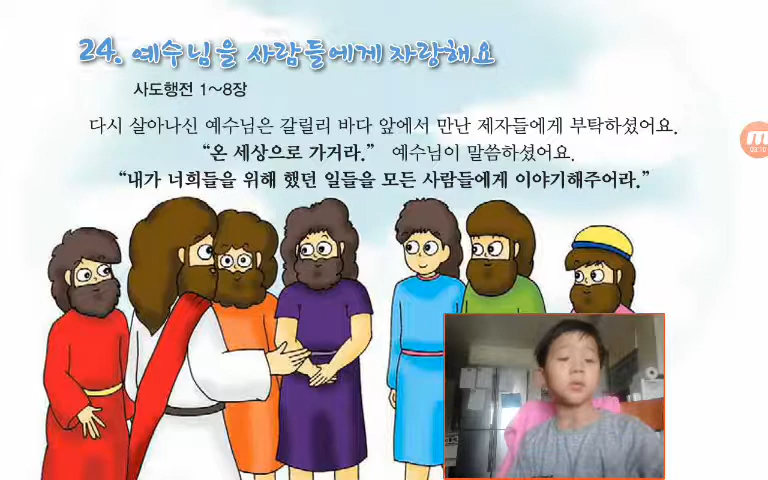 24. 예수님을 사람들에게 자랑해요
사도행전 1~8장
다시 살아나신 예수님은 갈릴리 바다 앞에서 만난 제자들에게 부탁하셨어요.
“온 세상으로 가거라.” 예수님이 말씀하셨어요.
“내가 너희들을 위해 했던 일들을 모든 사람들에게 이야기해주어라.”